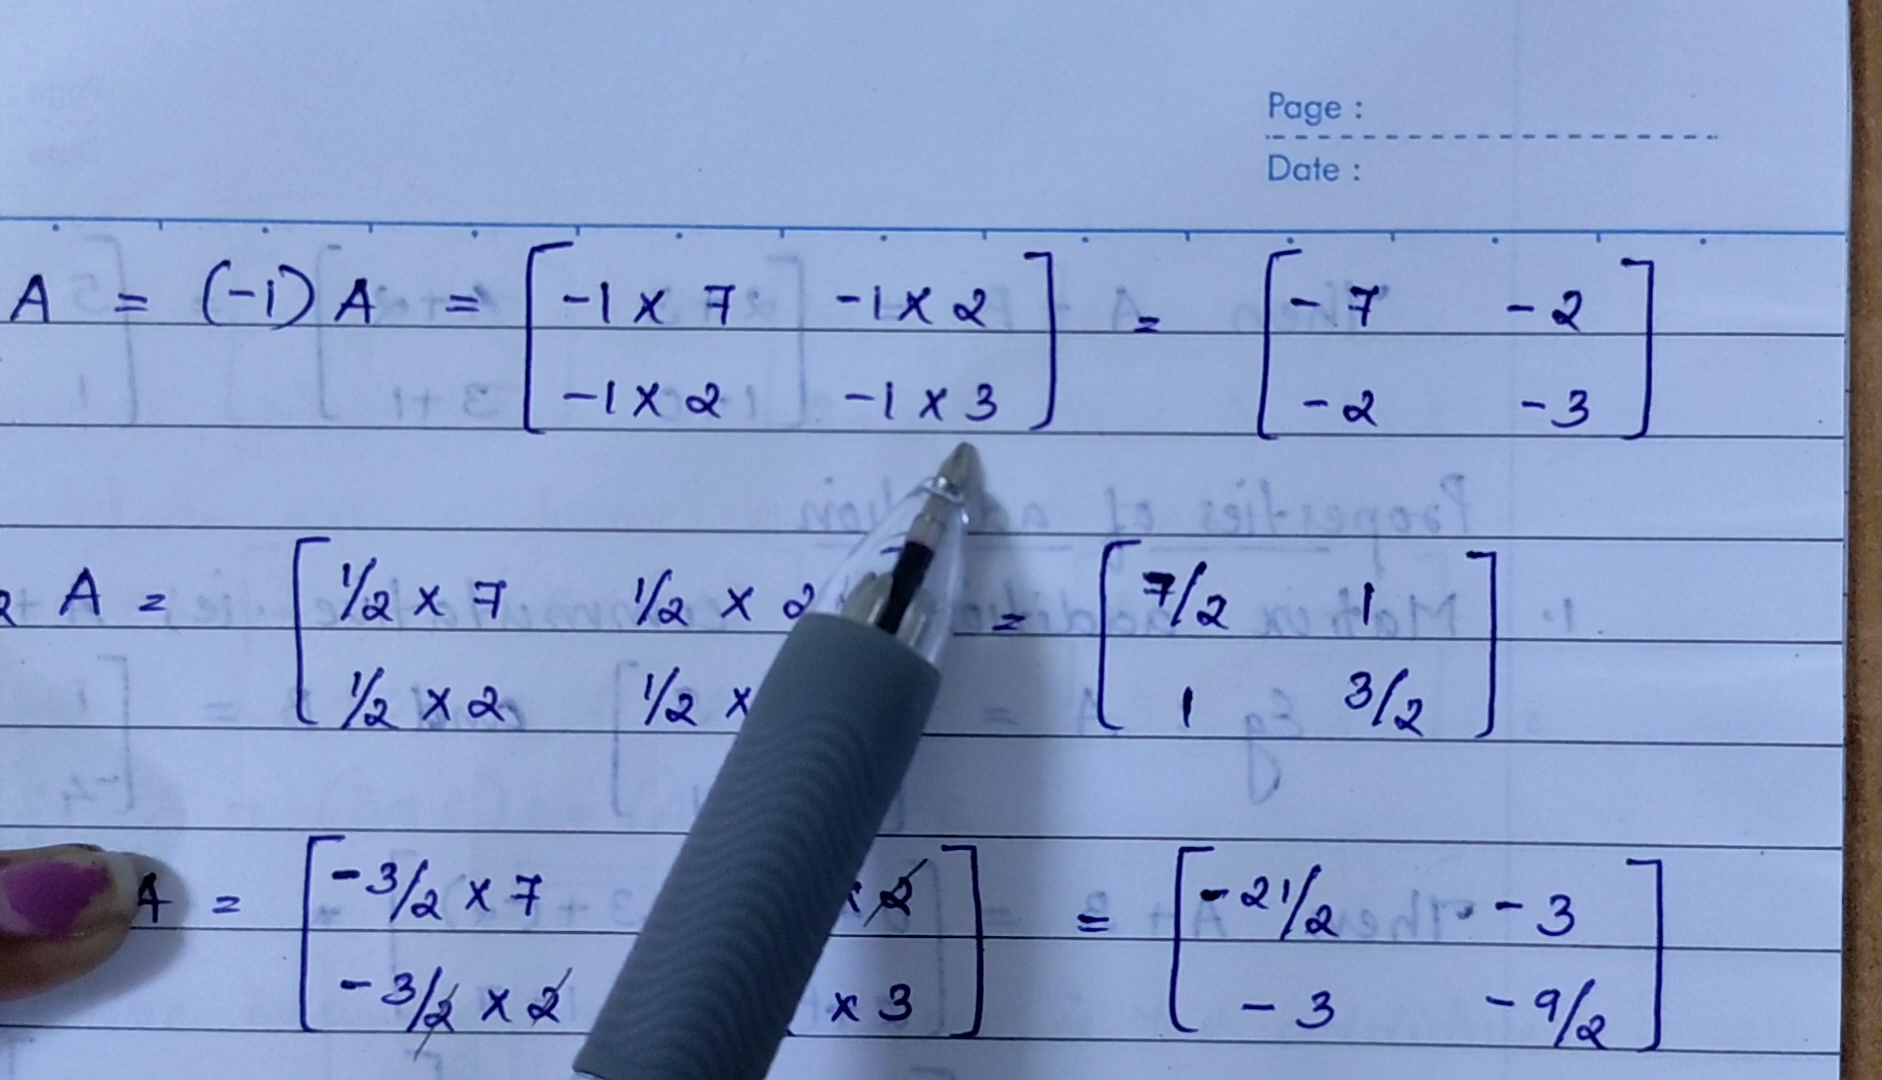 Page :
Date :
A = (-1) A = [ -1 x 7 -1 x 2 ] = [ -7 -2 ]
[ -1 x 2 -1 x 3 ] [ -2 -3 ]
2 A = [ 1/2 x 7 1/2 x 2 ] = [ 7/2 1 ]
[ 1/2 x 2 1/2 x [ 1 3/2 ]
A = [ -3/2 x 7 x 2 ] = [ -21/2 -3 ]
[ -3/2 x 2 x 3 ] [ -3 -9/2 ]